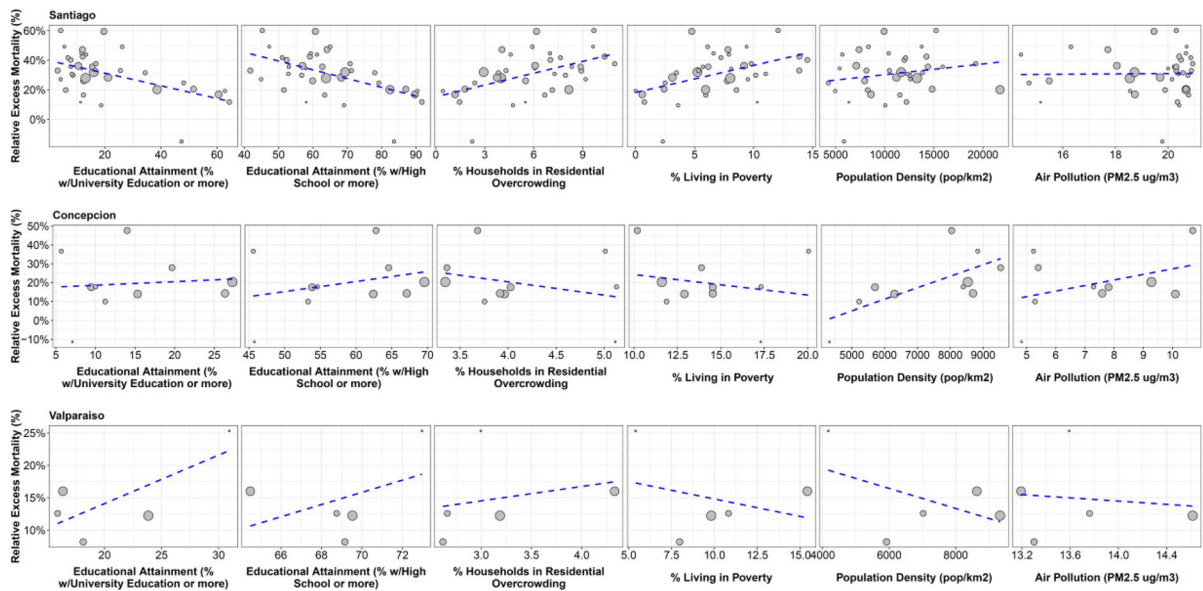 Santiago
Relative Excess Mortality (%)
60%
40%
20%
0%
20 40 60
40 50 60 70 80 90
0 3 6 9
0 5 10 15
5000 10000 15000 20000
16 18 20
Educational Attainment (%
w/University Education or more)
Educational Attainment (% w/High
School or more)
% Households in Residential
Overcrowding
% Living in Poverty
Population Density (pop/km2)
Air Pollution (PM2.5 ug/m3)
Concepcion
Relative Excess Mortality (%)
50%
40%
30%
20%
10%
0%
−10%
5 10 15 20 25
45 50 55 60 65 70
3.5 4.0 4.5 5.0
10.0 12.5 15.0 17.5 20.0
5000 6000 7000 8000 9000
5 6 7 8 9 10
Educational Attainment (%
w/University Education or more)
Educational Attainment (% w/High
School or more)
% Households in Residential
Overcrowding
% Living in Poverty
Population Density (pop/km2)
Air Pollution (PM2.5 ug/m3)
Valparaiso
Relative Excess Mortality (%)
25%
20%
15%
10%
20 25 30
66 68 70 72
3.0 3.5 4.0
5.0 7.5 10.0 12.5 15.0
4000 6000 8000
13.2 13.6 14.0 14.4
Educational Attainment (%
w/University Education or more)
Educational Attainment (% w/High
School or more)
% Households in Residential
Overcrowding
% Living in Poverty
Population Density (pop/km2)
Air Pollution (PM2.5 ug/m3)